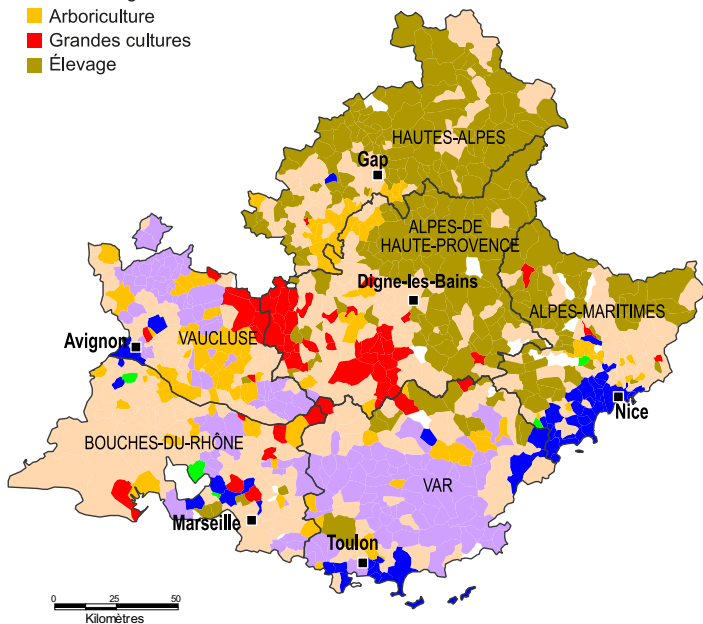 Arboriculture
Grandes cultures
Élevage
HAUTES-ALPES
Gap
ALPES-DE
HAUTE-PROVENCE
Digne-les-Bains
ALPES-MARITIMES
Avignon
VAUCLUSE
Nice
BOUCHES-DU-RHÔNE
VAR
Marseille
Toulon
0 25 50
Kilomètres